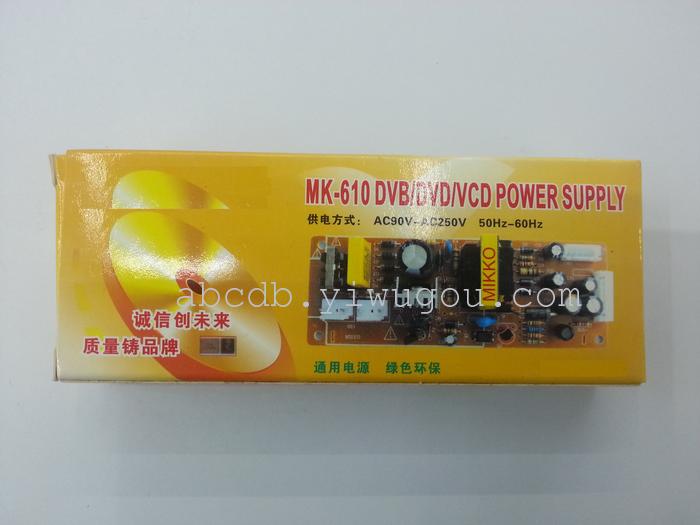 MK-610 DVB/DVD/VCD POWER SUPPLY
供电方式： AC90V-AC250V 50Hz-60Hz
MIKKO
abcdb.yiwugou.com
诚信创未来
质量铸品牌
通用电源 绿色环保